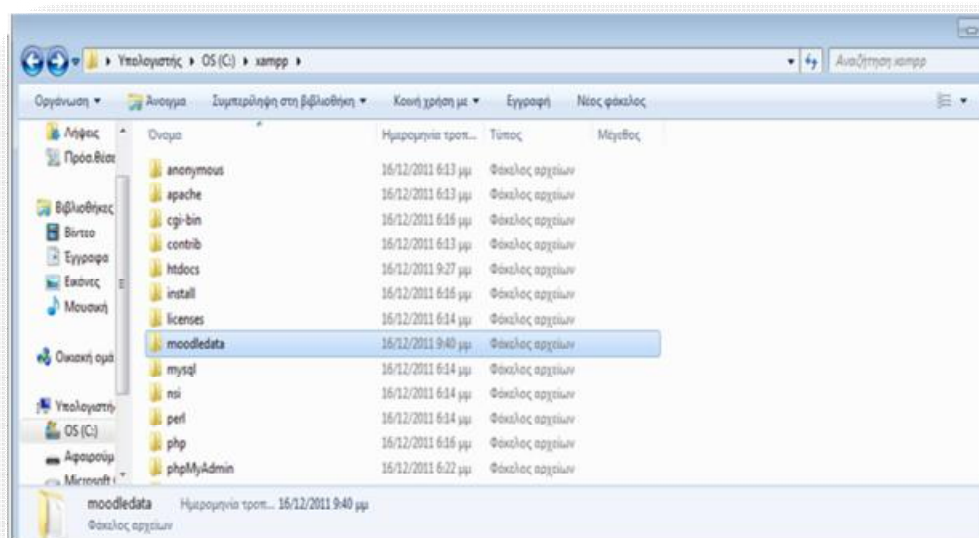 Υπολογιστής ▸ OS (C:) ▸ xampp ▸
Αναζήτηση xampp
Οργάνωση Άνοιγμα Συμπερίληψη στη βιβλιοθήκη Κοινή χρήση με Εγγραφή Νέος φάκελος
Λήψεις
Πρόσ.θέσε
Βιβλιοθήκες
Βίντεο
Έγγραφα
Εικόνες
Μουσική
Οικιακή ομά
Υπολογιστή
OS (C:)
Αφαιρούμ
Microsoft
Όνομα Ημερομηνία τροπ... Τύπος Μέγεθος
anonymous 16/12/2011 6:13 μμ Φάκελος αρχείων
apache 16/12/2011 6:13 μμ Φάκελος αρχείων
cgi-bin 16/12/2011 6:16 μμ Φάκελος αρχείων
contrib 16/12/2011 6:13 μμ Φάκελος αρχείων
htdocs 16/12/2011 9:27 μμ Φάκελος αρχείων
install 16/12/2011 6:16 μμ Φάκελος αρχείων
licenses 16/12/2011 6:14 μμ Φάκελος αρχείων
moodledata 16/12/2011 9:40 μμ Φάκελος αρχείων
mysql 16/12/2011 6:14 μμ Φάκελος αρχείων
nsi 16/12/2011 6:14 μμ Φάκελος αρχείων
perl 16/12/2011 6:14 μμ Φάκελος αρχείων
php 16/12/2011 6:16 μμ Φάκελος αρχείων
phpMyAdmin 16/12/2011 6:22 μμ Φάκελος αρχείων
moodledata Ημερομηνία τροπ... 16/12/2011 9:40 μμ
Φάκελος αρχείων